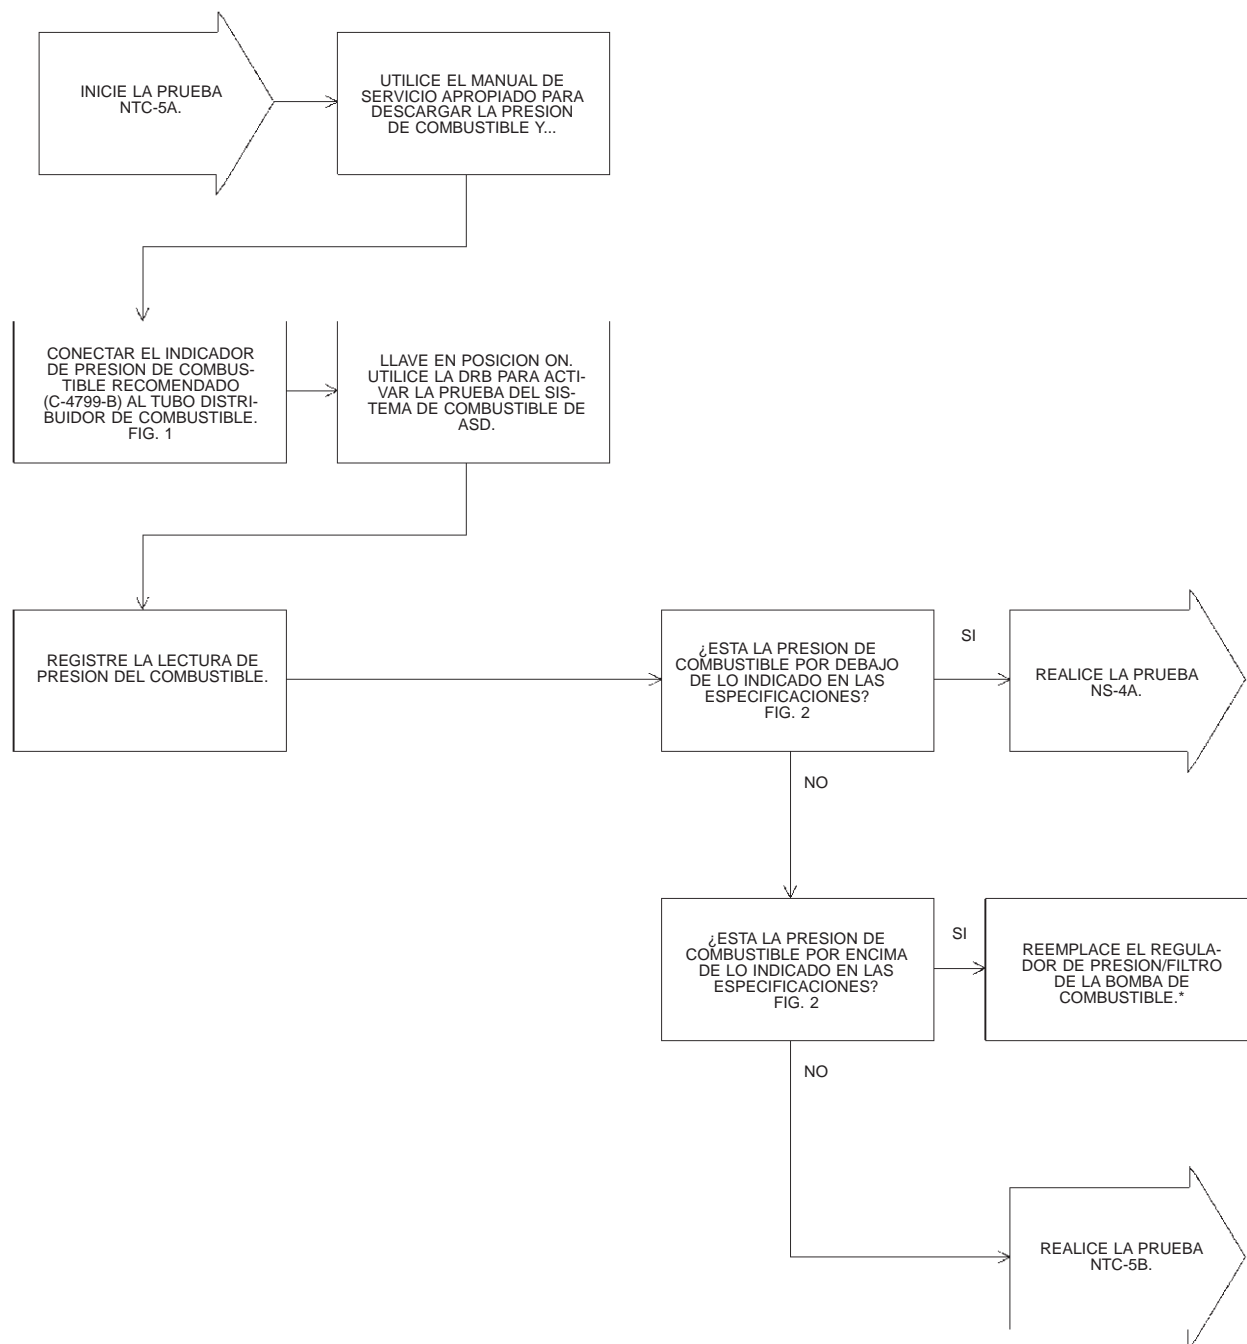 INICIE LA PRUEBA
NTC-5A.
UTILICE EL MANUAL DE
SERVICIO APROPIADO PARA
DESCARGAR LA PRESION
DE COMBUSTIBLE Y...
CONECTAR EL INDICADOR
DE PRESION DE COMBUS-
TIBLE RECOMENDADO
(C-4799-B) AL TUBO DISTRI-
BUIDOR DE COMBUSTIBLE.
FIG. 1
LLAVE EN POSICION ON.
UTILICE LA DRB PARA ACTI-
VAR LA PRUEBA DEL SIS-
TEMA DE COMBUSTIBLE DE
ASD.
REGISTRE LA LECTURA DE
PRESION DEL COMBUSTIBLE.
¿ESTA LA PRESION DE
COMBUSTIBLE POR DEBAJO
DE LO INDICADO EN LAS
ESPECIFICACIONES?
FIG. 2
SI
REALICE LA PRUEBA
NS-4A.
NO
¿ESTA LA PRESION DE
COMBUSTIBLE POR ENCIMA
DE LO INDICADO EN LAS
ESPECIFICACIONES?
FIG. 2
SI
REEMPLACE EL REGULA-
DOR DE PRESION/FILTRO
DE LA BOMBA DE
COMBUSTIBLE.*
NO
REALICE LA PRUEBA
NTC-5B.